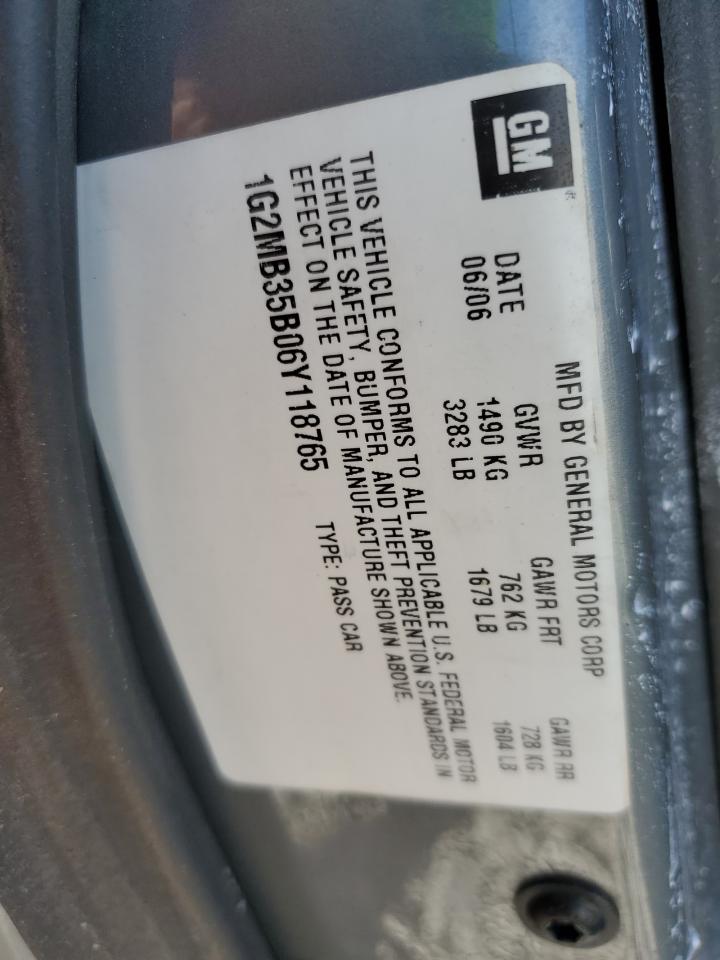 GM
MFD BY GENERAL MOTORS CORP
DATE GVWR GAWR FRT GAWR RR
06/06 1490 KG 762 KG 728 KG
3283 LB 1679 LB 1604 LB
THIS VEHICLE CONFORMS TO ALL APPLICABLE U.S. FEDERAL MOTOR
VEHICLE SAFETY, BUMPER, AND THEFT PREVENTION STANDARDS IN
EFFECT ON THE DATE OF MANUFACTURE SHOWN ABOVE.
1G2MB35B06Y118765 TYPE: PASS CAR